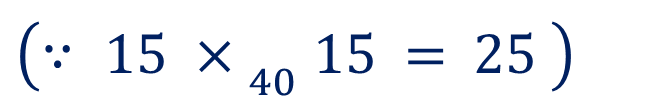 (∵ 15 ×₄₀ 15 = 25)